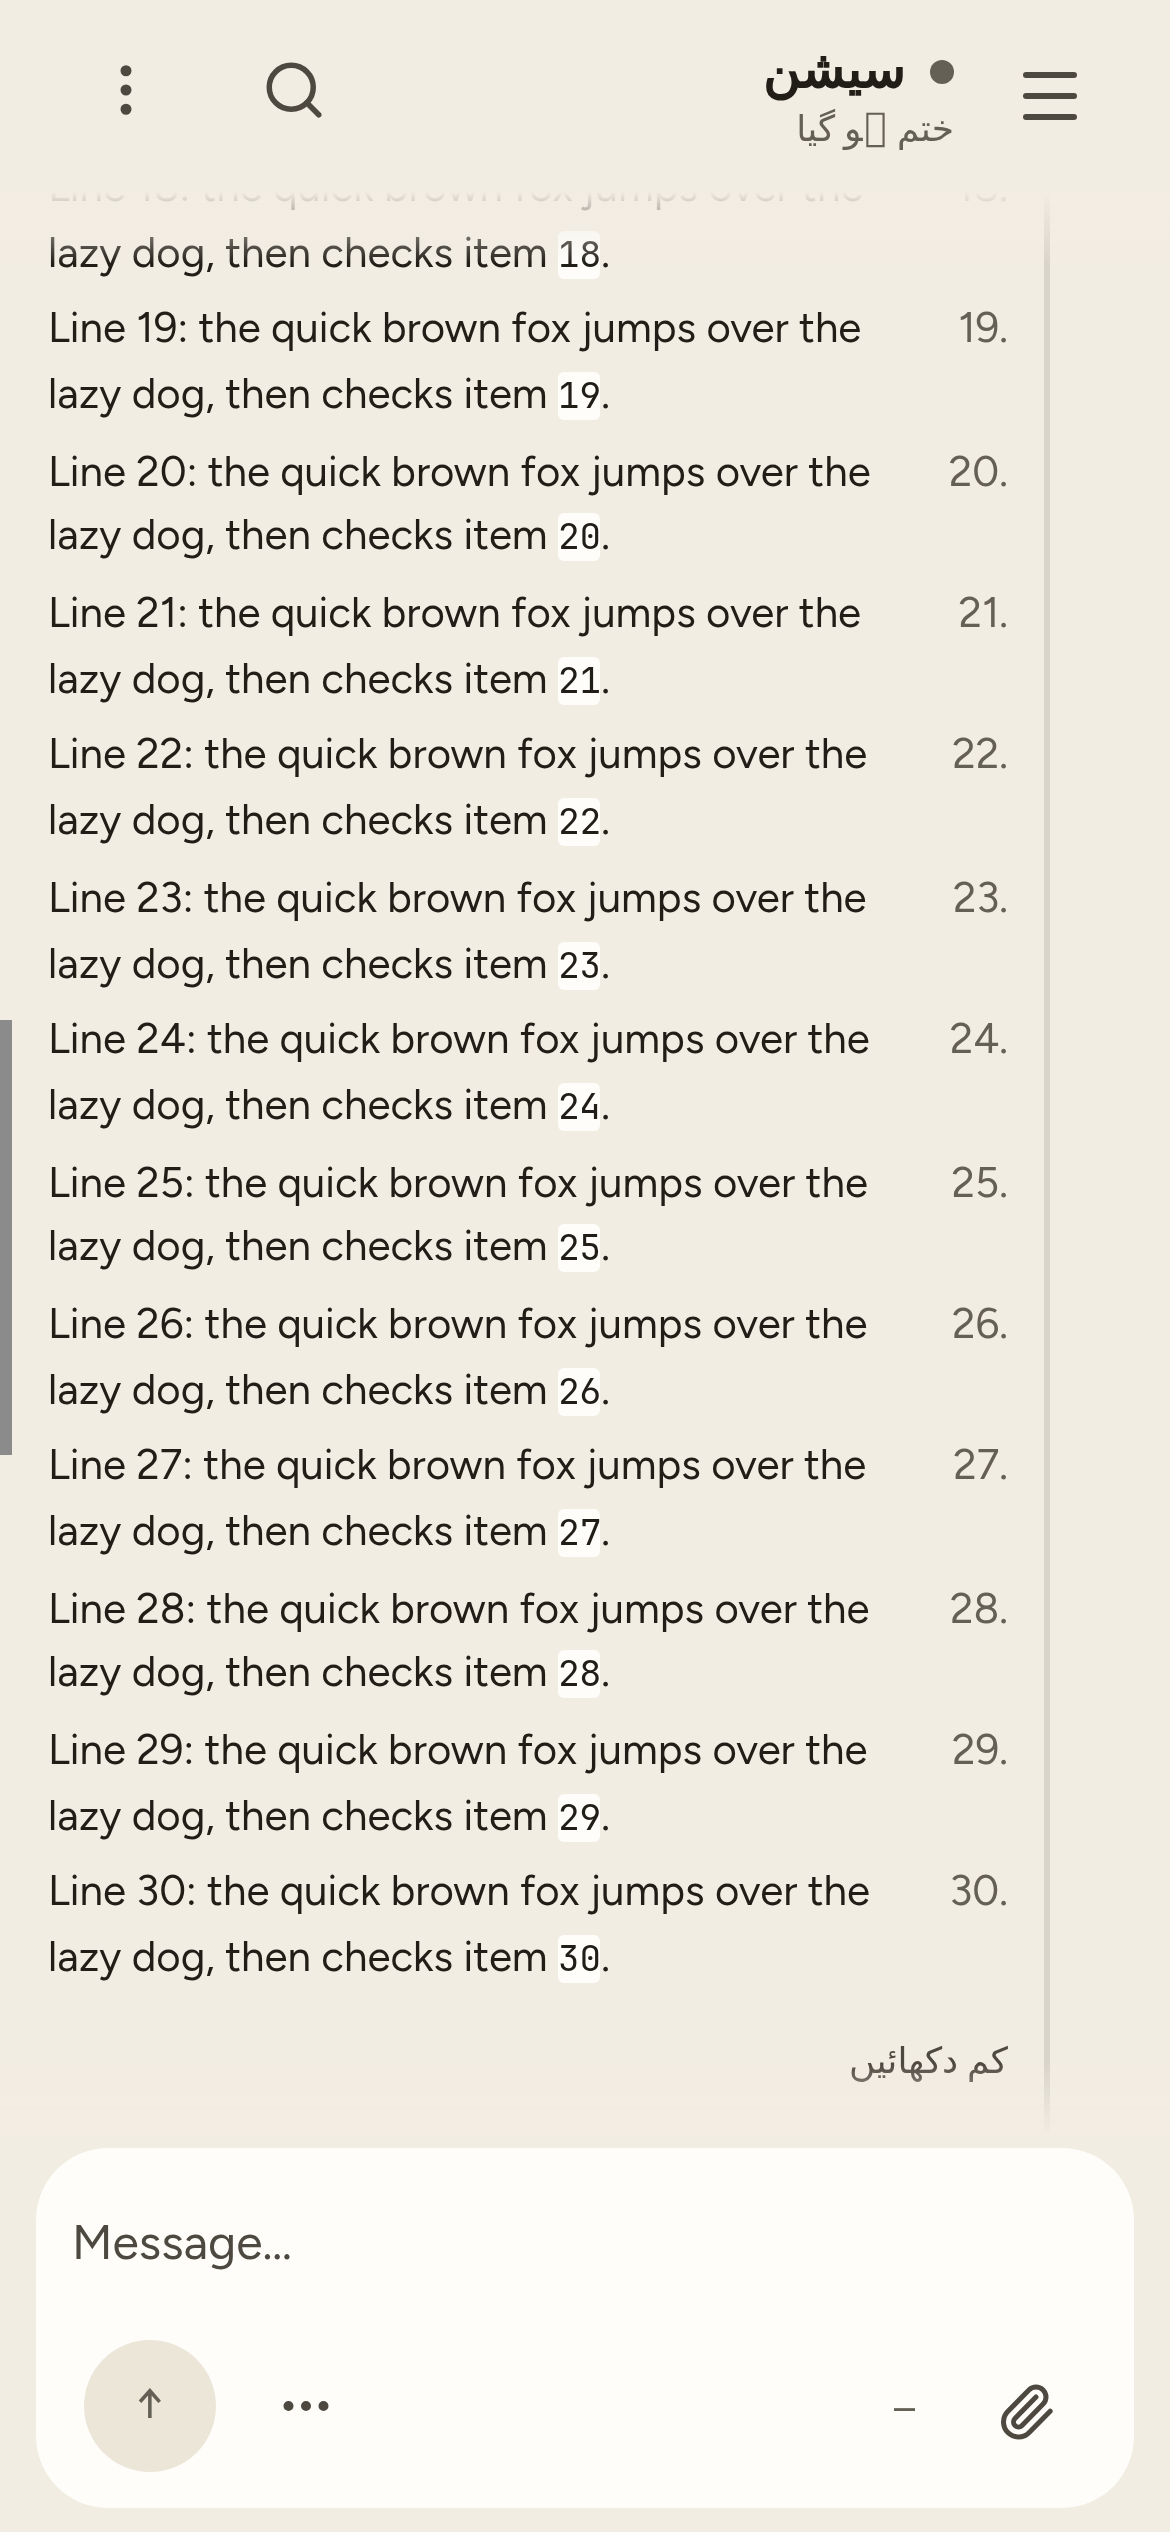 سیشن
ختم و گیا
lazy dog, then checks item 18.
19. Line 19: the quick brown fox jumps over the
lazy dog, then checks item 19.
20. Line 20: the quick brown fox jumps over the
lazy dog, then checks item 20.
21. Line 21: the quick brown fox jumps over the
lazy dog, then checks item 21.
22. Line 22: the quick brown fox jumps over the
lazy dog, then checks item 22.
23. Line 23: the quick brown fox jumps over the
lazy dog, then checks item 23.
24. Line 24: the quick brown fox jumps over the
lazy dog, then checks item 24.
25. Line 25: the quick brown fox jumps over the
lazy dog, then checks item 25.
26. Line 26: the quick brown fox jumps over the
lazy dog, then checks item 26.
27. Line 27: the quick brown fox jumps over the
lazy dog, then checks item 27.
28. Line 28: the quick brown fox jumps over the
lazy dog, then checks item 28.
29. Line 29: the quick brown fox jumps over the
lazy dog, then checks item 29.
30. Line 30: the quick brown fox jumps over the
lazy dog, then checks item 30.
کم دکھائیں
Message...